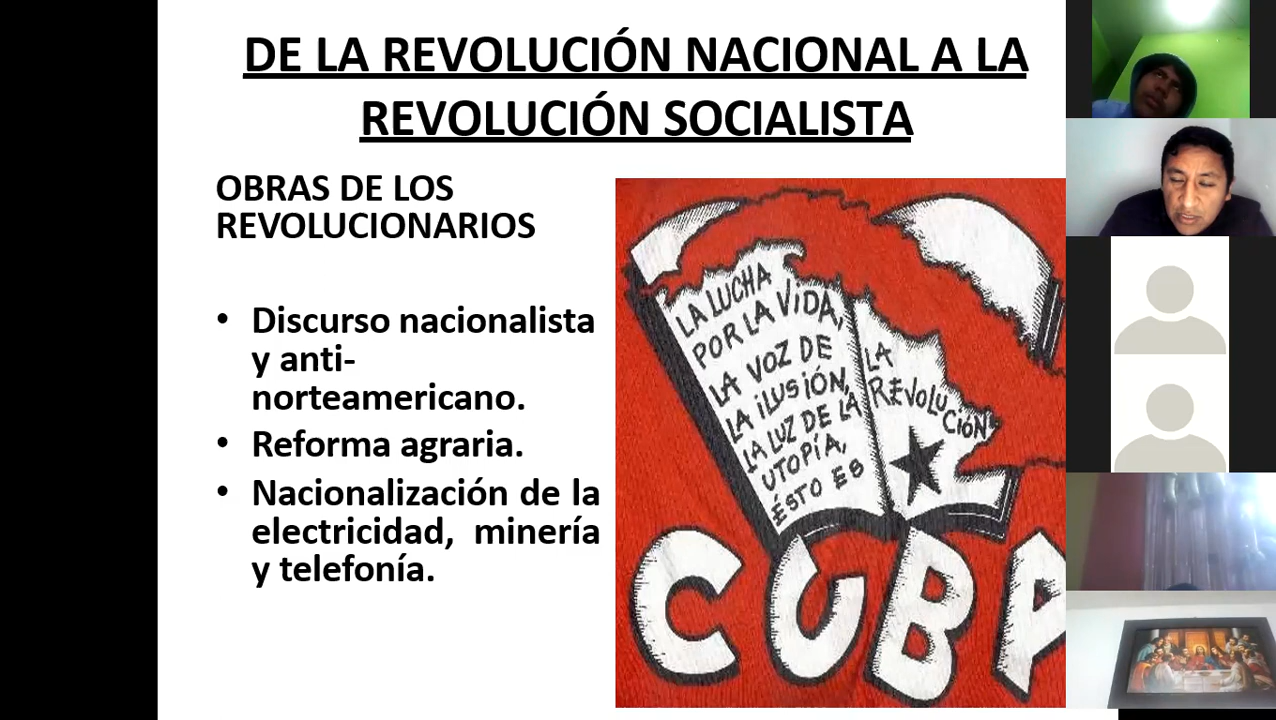 DE LA REVOLUCIÓN NACIONAL A LA
REVOLUCIÓN SOCIALISTA
OBRAS DE LOS
REVOLUCIONARIOS
• Discurso nacionalista
y anti-
norteamericano.
• Reforma agraria.
• Nacionalización de la
electricidad, minería
y telefonía.
LA LUCHA
POR LA ViDA,
LA VOZ DE
LA iLUSiÓN,
LA LUZ DE LA
UTOPíA,
ÉSTO ES
LA
REVOLUCiÓN
CUBA